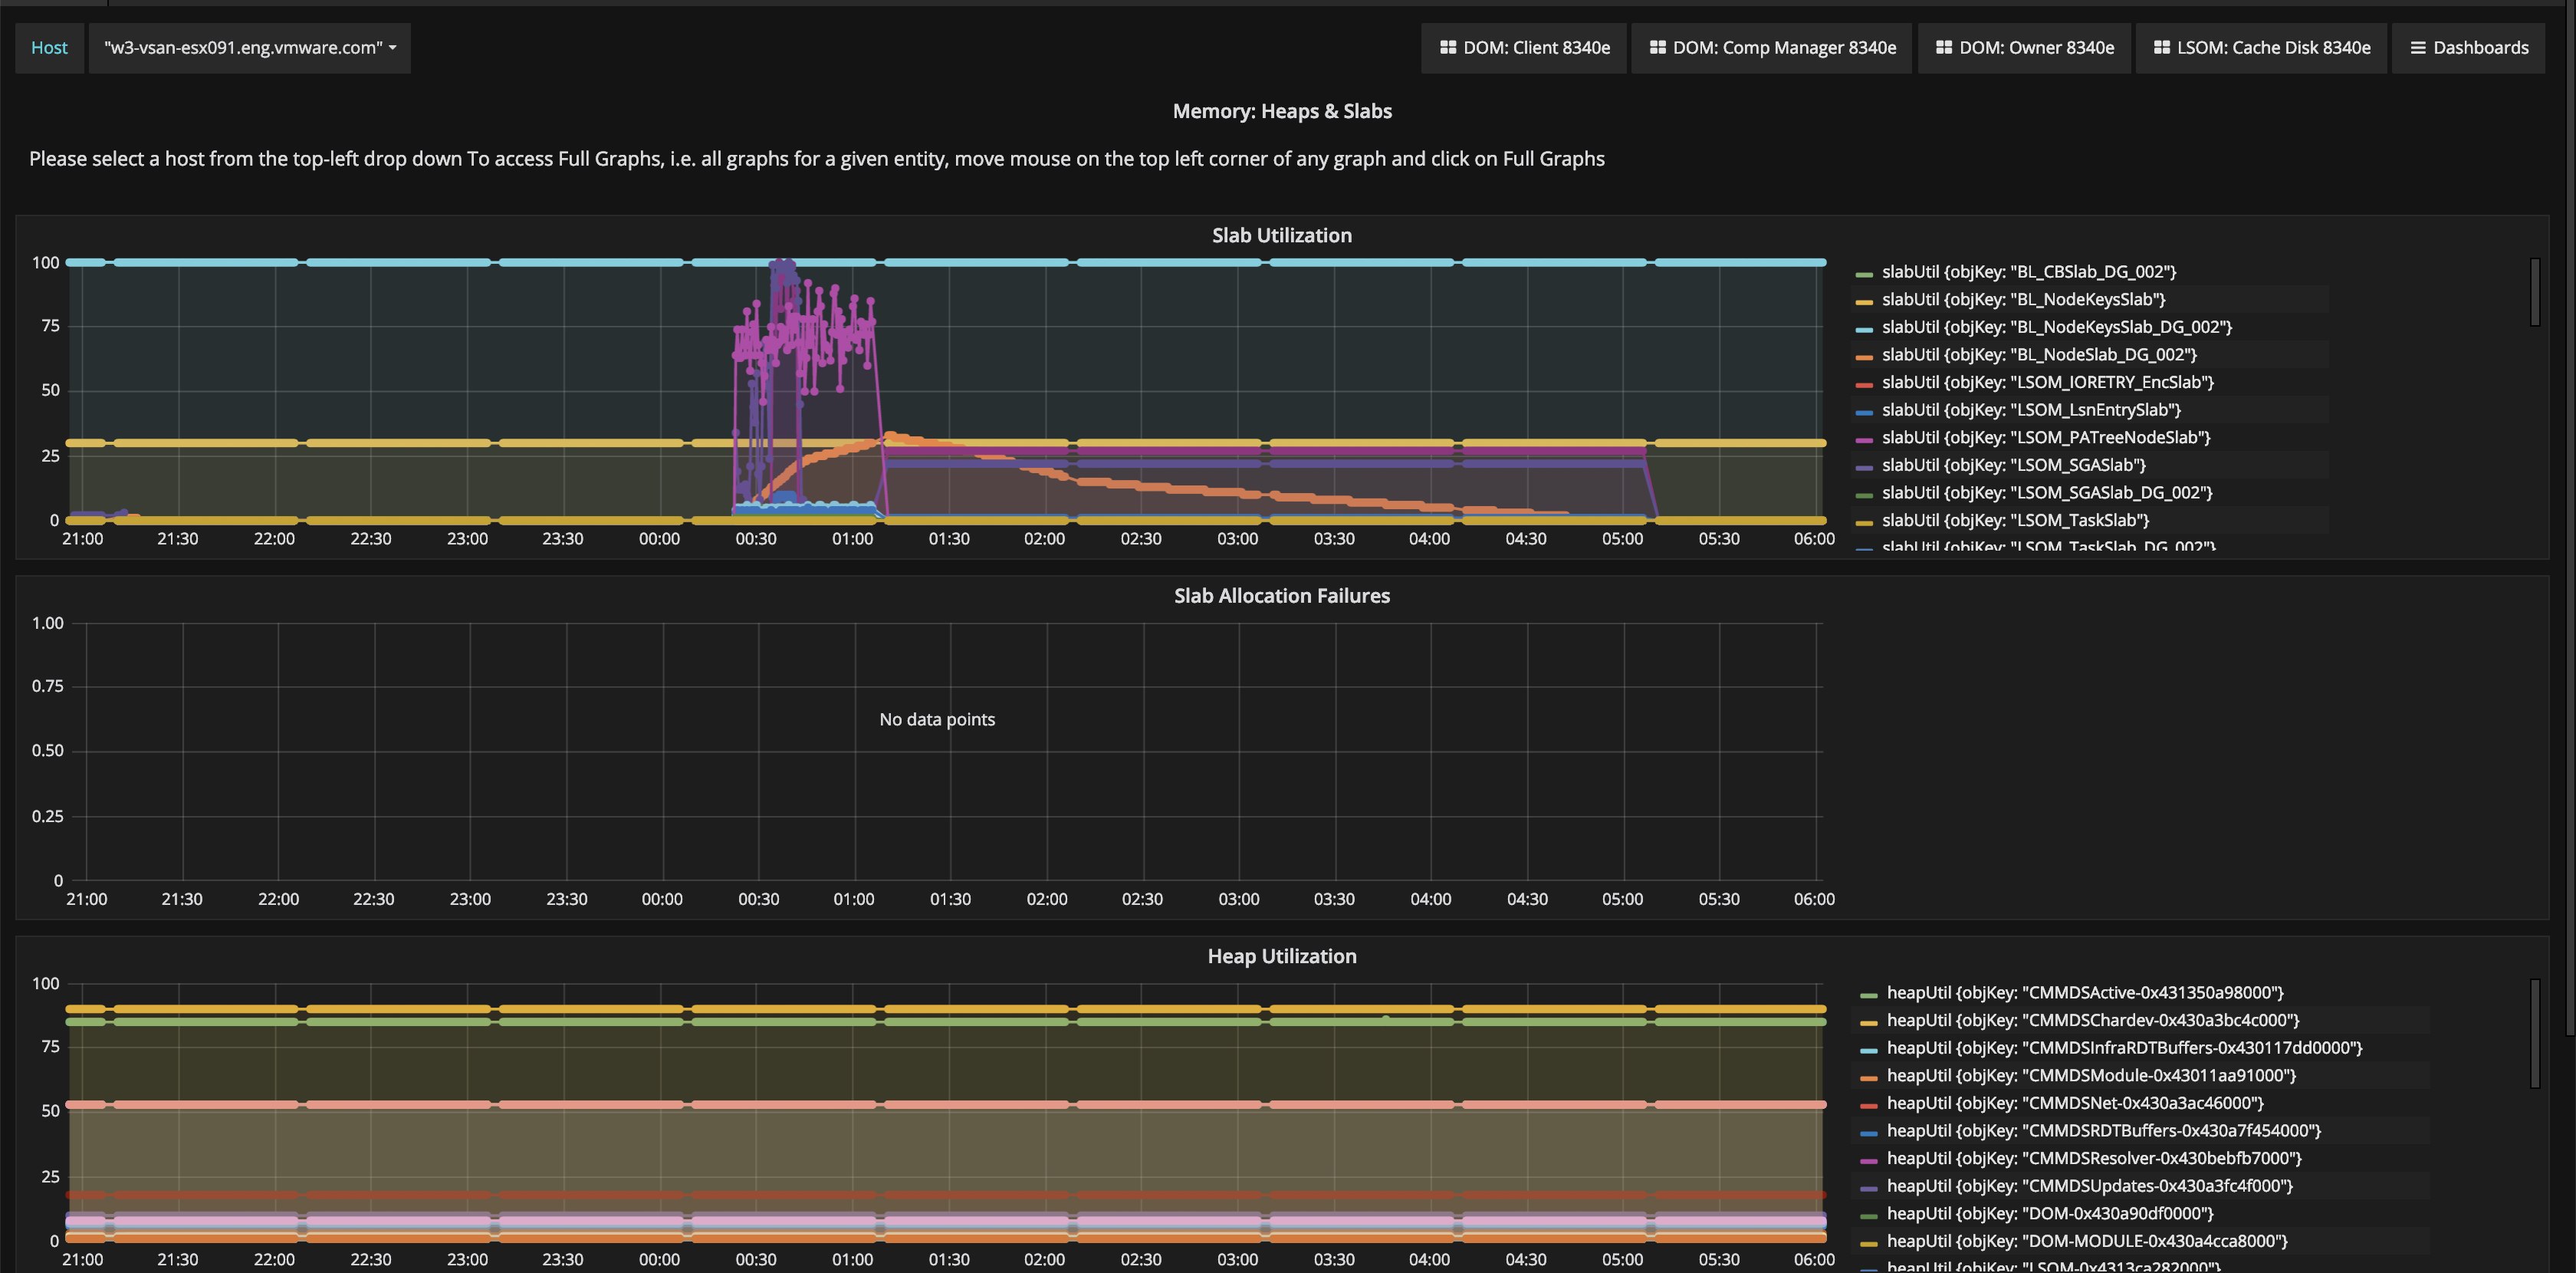 Host "w3-vsan-esx091.eng.vmware.com" DOM: Client 8340e DOM: Comp Manager 8340e DOM: Owner 8340e LSOM: Cache Disk 8340e Dashboards
Memory: Heaps & Slabs
Please select a host from the top-left drop down To access Full Graphs, i.e. all graphs for a given entity, move mouse on the top left corner of any graph and click on Full Graphs
Slab Utilization
100
75
50
25
0
21:00 21:30 22:00 22:30 23:00 23:30 00:00 00:30 01:00 01:30 02:00 02:30 03:00 03:30 04:00 04:30 05:00 05:30 06:00
slabUtil {objKey: "BL_CBSlab_DG_002"}
slabUtil {objKey: "BL_NodeKeysSlab"}
slabUtil {objKey: "BL_NodeKeysSlab_DG_002"}
slabUtil {objKey: "BL_NodeSlab_DG_002"}
slabUtil {objKey: "LSOM_IORETRY_EncSlab"}
slabUtil {objKey: "LSOM_LsnEntrySlab"}
slabUtil {objKey: "LSOM_PATreeNodeSlab"}
slabUtil {objKey: "LSOM_SGASlab"}
slabUtil {objKey: "LSOM_SGASlab_DG_002"}
slabUtil {objKey: "LSOM_TaskSlab"}
slabUtil {objKey: "LSOM_TaskSlab_DG_002"}
Slab Allocation Failures
1.00
0.75
0.50
0.25
0
No data points
21:00 21:30 22:00 22:30 23:00 23:30 00:00 00:30 01:00 01:30 02:00 02:30 03:00 03:30 04:00 04:30 05:00 05:30 06:00
Heap Utilization
100
75
50
25
0
21:00 21:30 22:00 22:30 23:00 23:30 00:00 00:30 01:00 01:30 02:00 02:30 03:00 03:30 04:00 04:30 05:00 05:30 06:00
heapUtil {objKey: "CMMDSActive-0x431350a98000"}
heapUtil {objKey: "CMMDSChardev-0x430a3bc4c000"}
heapUtil {objKey: "CMMDSInfraRDTBuffers-0x430117dd0000"}
heapUtil {objKey: "CMMDSModule-0x43011aa91000"}
heapUtil {objKey: "CMMDSNet-0x430a3ac46000"}
heapUtil {objKey: "CMMDSRDTBuffers-0x430a7f454000"}
heapUtil {objKey: "CMMDSResolver-0x430bebfb7000"}
heapUtil {objKey: "CMMDSUpdates-0x430a3fc4f000"}
heapUtil {objKey: "DOM-0x430a90df0000"}
heapUtil {objKey: "DOM-MODULE-0x430a4cca8000"}
heapUtil {objKey: "LSOM-0x4313ca282000"}